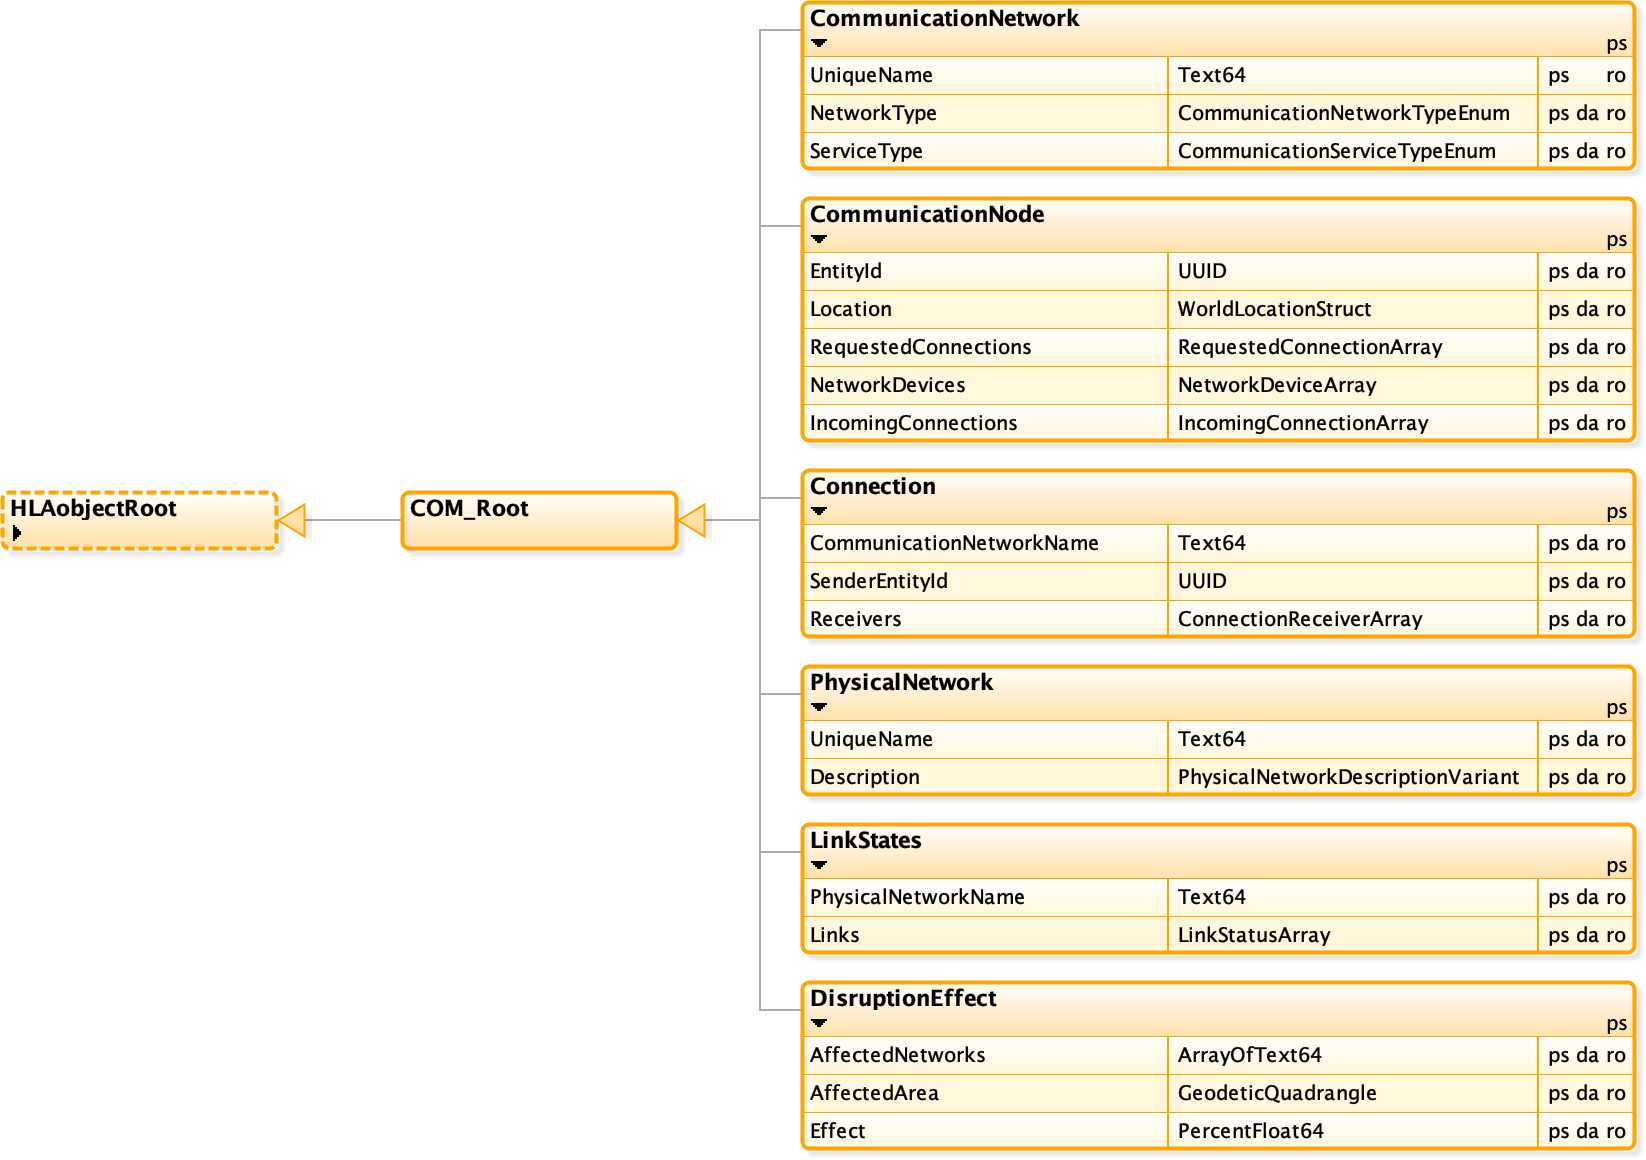 HLAobjectRoot
COM_Root
CommunicationNetwork
ps
UniqueName Text64 ps ro
NetworkType CommunicationNetworkTypeEnum ps da ro
ServiceType CommunicationServiceTypeEnum ps da ro
CommunicationNode
ps
EntityId UUID ps da ro
Location WorldLocationStruct ps da ro
RequestedConnections RequestedConnectionArray ps da ro
NetworkDevices NetworkDeviceArray ps da ro
IncomingConnections IncomingConnectionArray ps da ro
Connection
ps
CommunicationNetworkName Text64 ps da ro
SenderEntityId UUID ps da ro
Receivers ConnectionReceiverArray ps da ro
PhysicalNetwork
ps
UniqueName Text64 ps da ro
Description PhysicalNetworkDescriptionVariant ps da ro
LinkStates
ps
PhysicalNetworkName Text64 ps da ro
Links LinkStatusArray ps da ro
DisruptionEffect
ps
AffectedNetworks ArrayOfText64 ps da ro
AffectedArea GeodeticQuadrangle ps da ro
Effect PercentFloat64 ps da ro